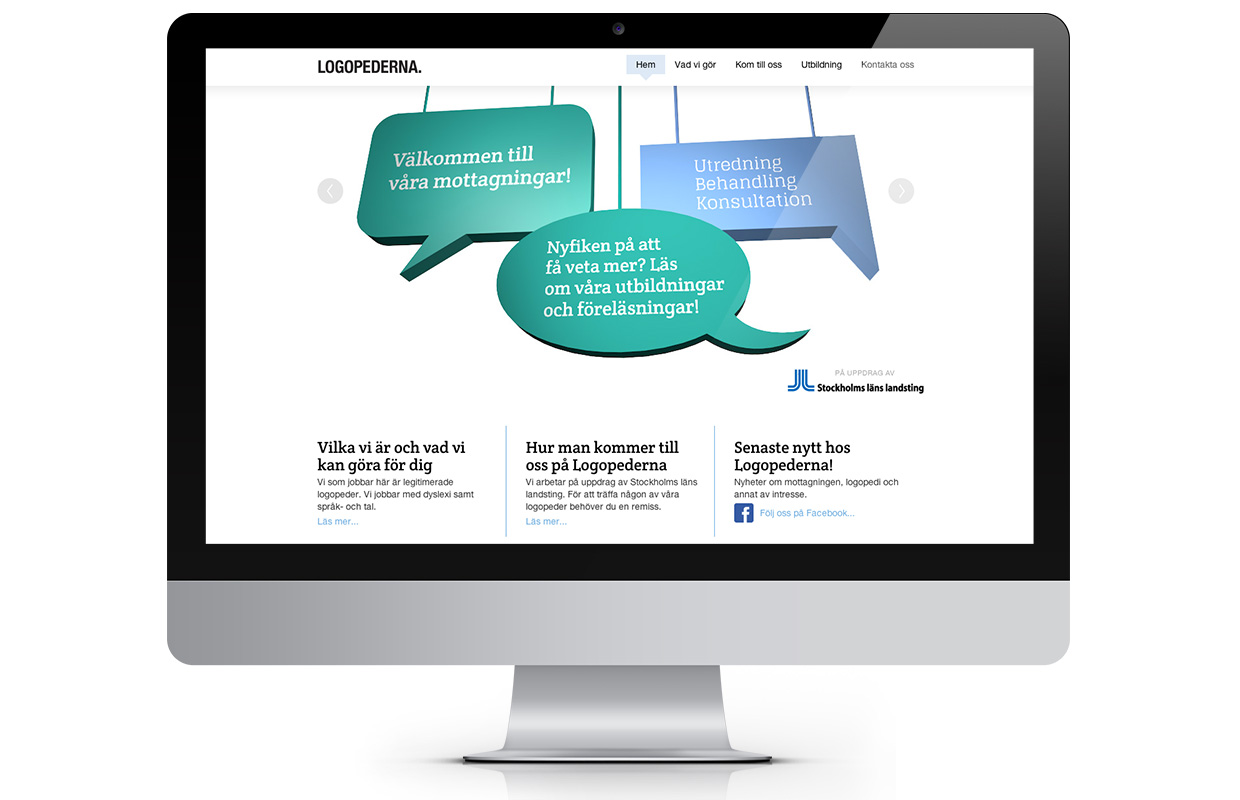 LOGOPEDERNA.
Hem
Vad vi gör
Kom till oss
Utbildning
Kontakta oss
Välkommen till
våra mottagningar!
Utredning
Behandling
Konsultation
Nyfiken på att
få veta mer? Läs
om våra utbildningar
och föreläsningar!
PÅ UPPDRAG AV
Stockholms läns landsting
Vilka vi är och vad vi
kan göra för dig
Vi som jobbar här är legitimerade
logopeder. Vi jobbar med dyslexi samt
språk- och tal.
Läs mer...
Hur man kommer till
oss på Logopederna
Vi arbetar på uppdrag av Stockholms läns
landsting. För att träffa någon av våra
logopeder behöver du en remiss.
Läs mer...
Senaste nytt hos
Logopederna!
Nyheter om mottagningen, logopedi och
annat av intresse.
Följ oss på Facebook...